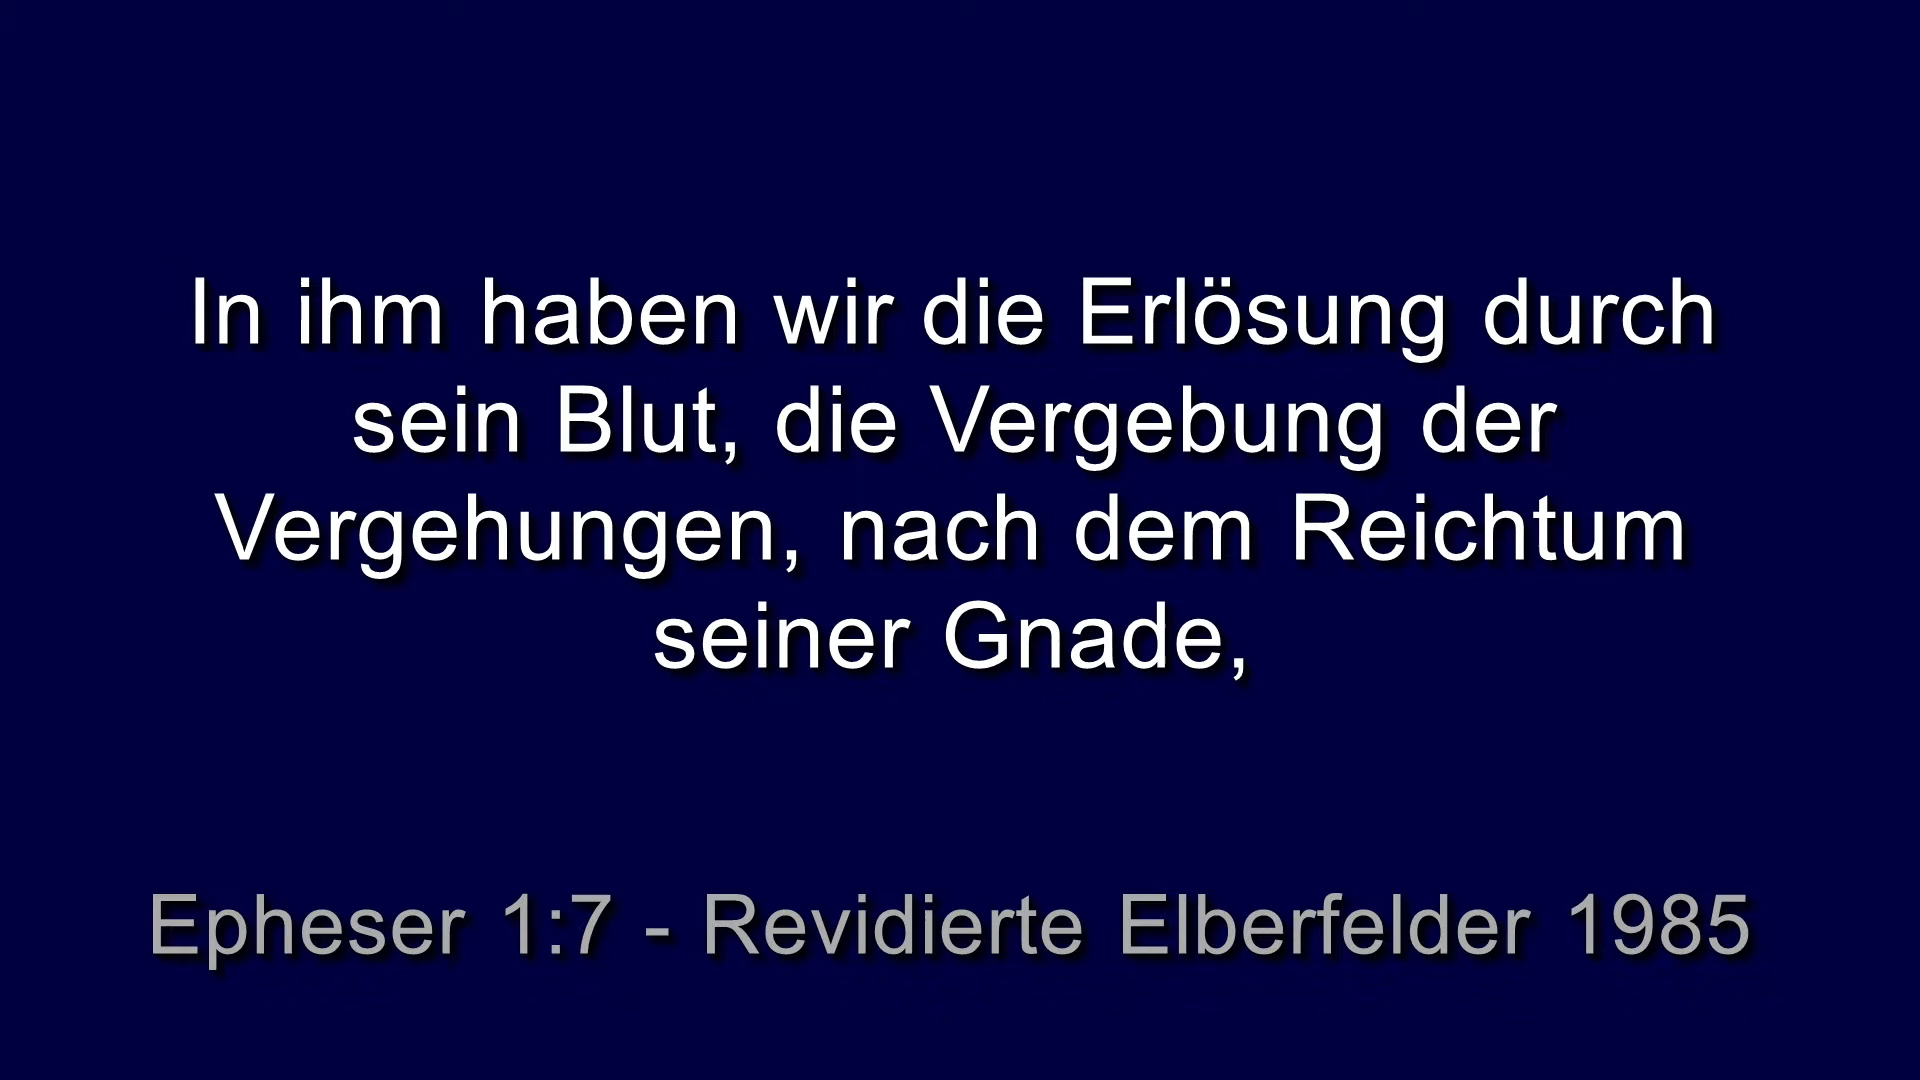 In ihm haben wir die Erlösung durch
sein Blut, die Vergebung der
Vergehungen, nach dem Reichtum
seiner Gnade,
Epheser 1:7 - Revidierte Elberfelder 1985